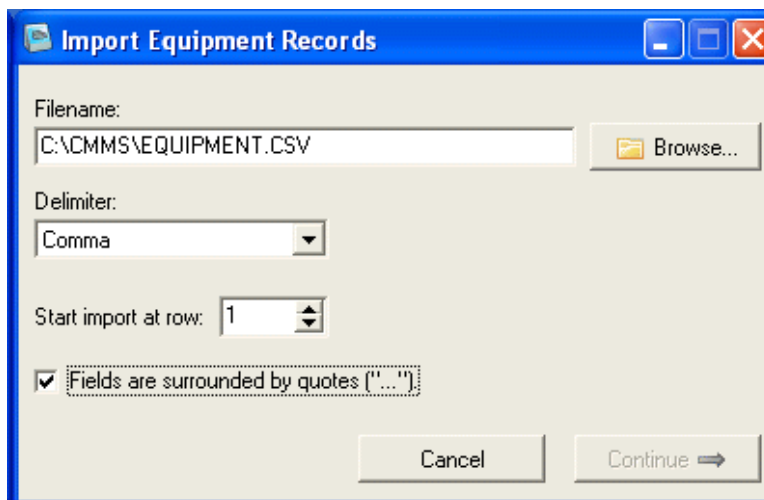 Import Equipment Records
Filename:
C:\CMMS\EQUIPMENT.CSV
Browse...
Delimiter:
Comma
Start import at row: 1
Fields are surrounded by quotes ("...").
Cancel Continue